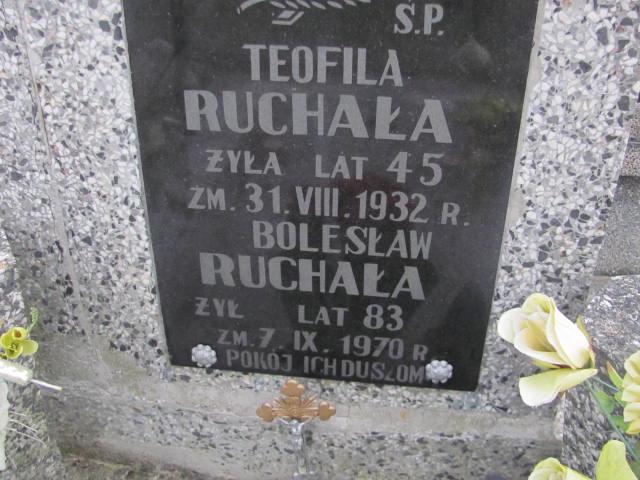 Ś.P.
TEOFILA
RUCHAŁA
ŻYŁA LAT 45
ZM. 31. VIII. 1932 R.
BOLESŁAW
RUCHAŁA
ŻYŁ LAT 83
ZM. 7. IX. 1970 R
POKÓJ ICH DUSZOM